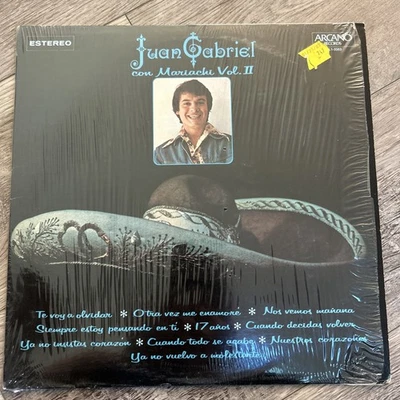 ESTEREO
Juan Gabriel
con Mariachi Vol. II
ARCANO
RECORDS
Te voy a olvidar * Otra vez me enamoré * Nos vemos mañana
Siempre estoy pensando en ti * 17 años * Cuando decidas volver
Ya no insistas corazón * Cuando todo se acabe * Nuestros corazones
Ya no vuelvo a molestarte